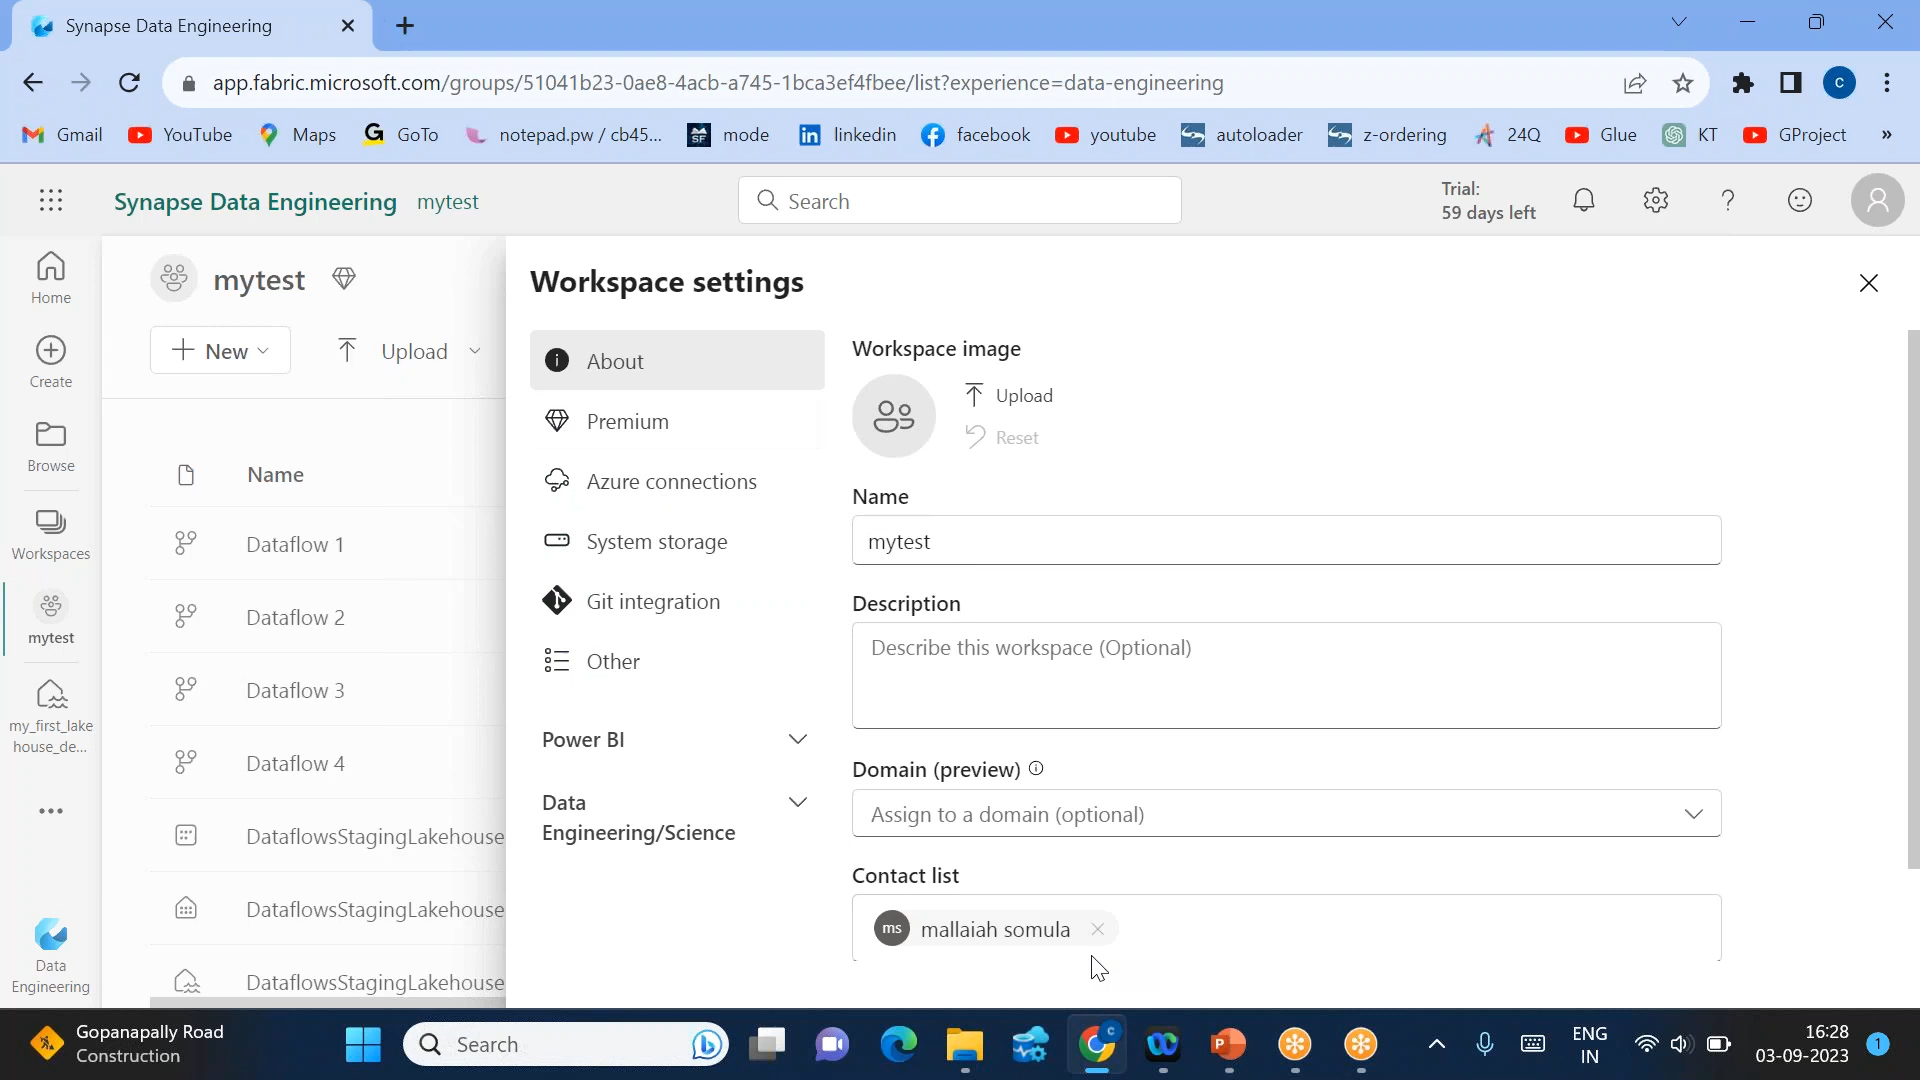 Synapse Data Engineering
app.fabric.microsoft.com/groups/51041b23-0ae8-4acb-a745-1bca3ef4fbee/list?experience=data-engineering
c
Gmail YouTube Maps GoTo notepad.pw / cb45... mode linkedin facebook youtube autoloader z-ordering 24Q Glue KT GProject »
Synapse Data Engineering mytest
Search
Trial:
59 days left
Home
Create
Browse
Workspaces
mytest
my_first_lake
house_de...
Data
Engineering
mytest
New
Upload
Name
Dataflow 1
Dataflow 2
Dataflow 3
Dataflow 4
DataflowsStagingLakehouse
DataflowsStagingLakehouse
DataflowsStagingLakehouse
Workspace settings
About
Premium
Azure connections
System storage
Git integration
Other
Power BI
Data
Engineering/Science
Workspace image
Upload
Reset
Name
mytest
Description
Describe this workspace (Optional)
Domain (preview)
Assign to a domain (optional)
Contact list
ms mallaiah somula
Gopanapally Road
Construction
Search
ENG
IN
16:28
03-09-2023
1